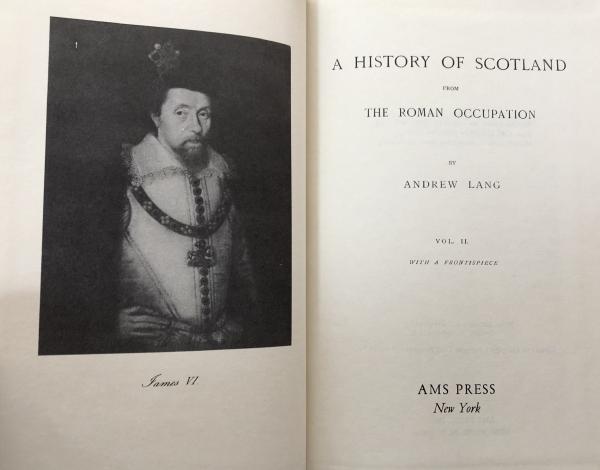 James VI.
A HISTORY OF SCOTLAND
FROM
THE ROMAN OCCUPATION
BY
ANDREW LANG
VOL. II.
WITH A FRONTISPIECE
AMS PRESS
New York